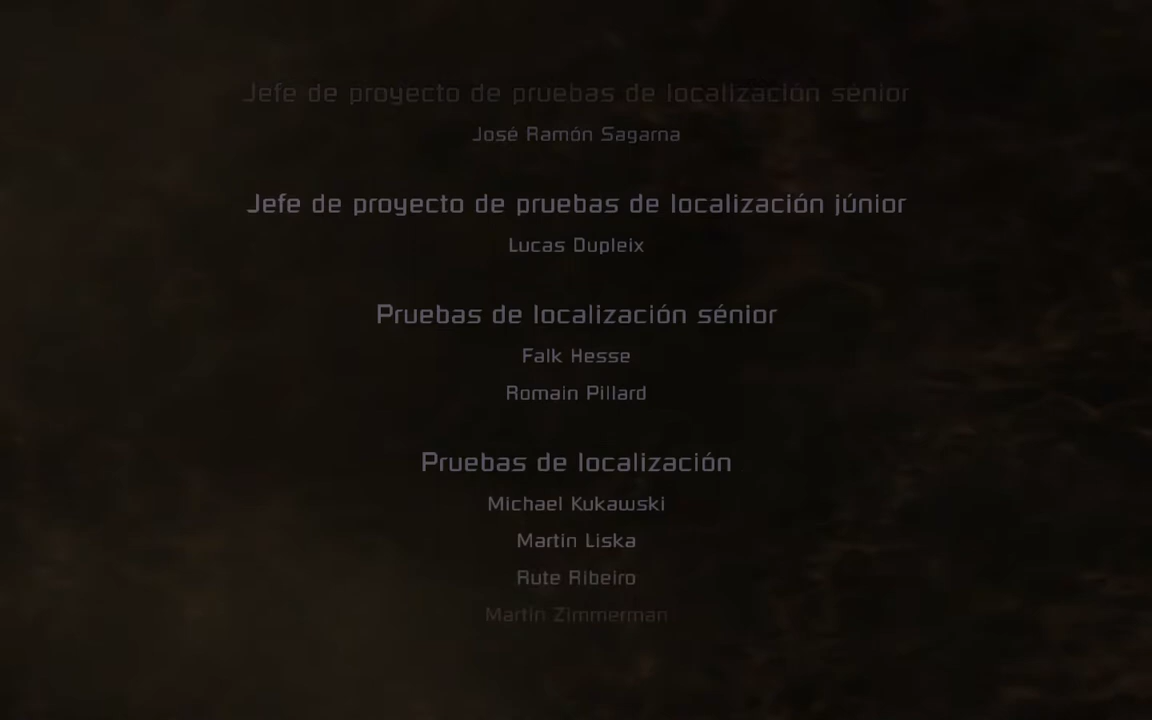 Jefe de proyecto de pruebas de localización sénior
José Ramón Sagarna
Jefe de proyecto de pruebas de localización júnior
Lucas Dupleix
Pruebas de localización sénior
Falk Hesse
Romain Pillard
Pruebas de localización
Michael Kukawski
Martin Liska
Rute Ribeiro
Martin Zimmerman